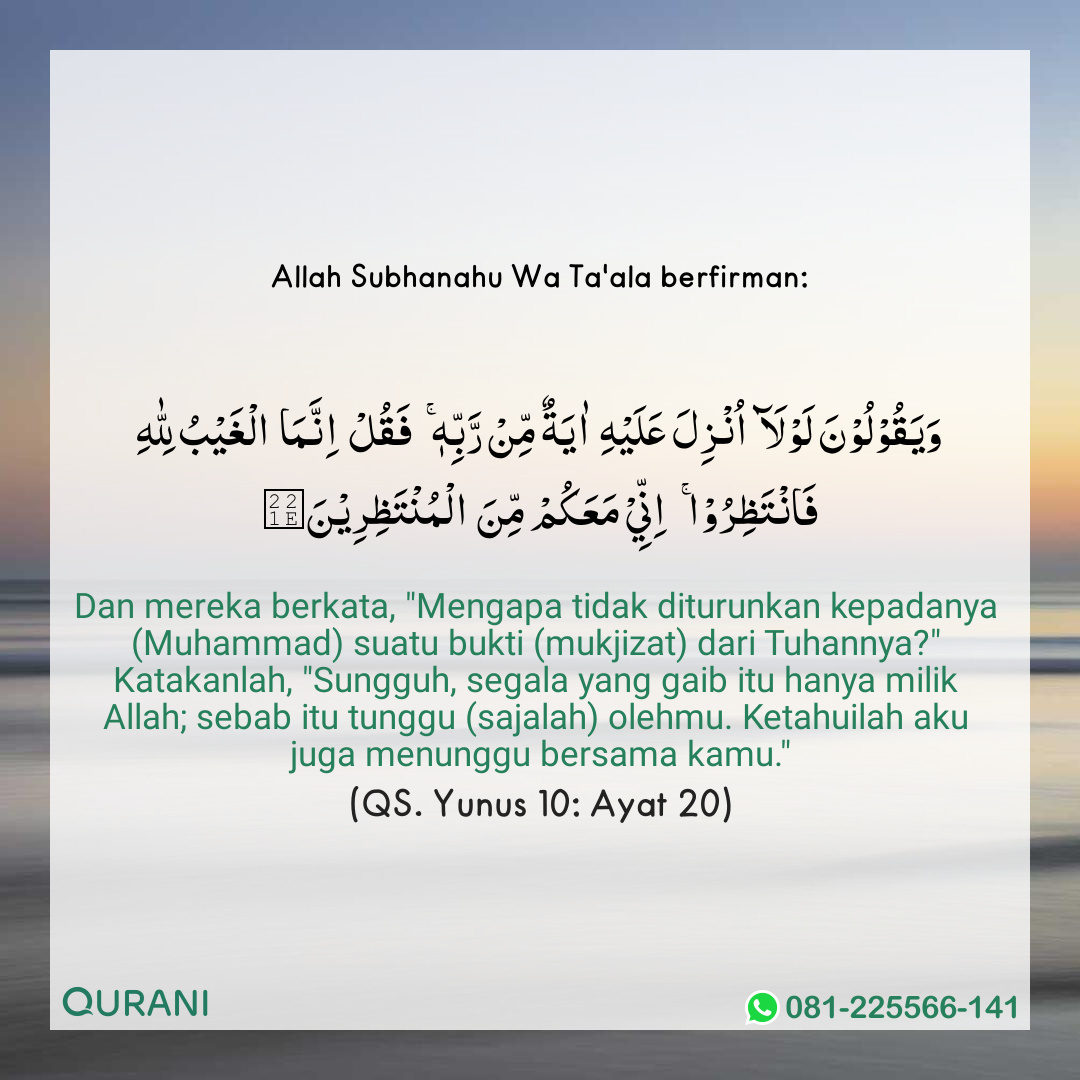 Allah Subhanahu Wa Ta'ala berfirman:
وَيَقُوْلُوْنَ لَوْلَاۤ اُنْزِلَ عَلَيْهِ اٰيَةٌ مِّنْ رَّبِّهٖ ۚ فَقُلْ اِنَّمَا الْغَيْبُ لِلّٰهِ
فَا نْتَظِرُوْا ۚ اِنِّيْ مَعَكُمْ مِّنَ الْمُنْتَظِرِيْنَ∞
Dan mereka berkata, "Mengapa tidak diturunkan kepadanya
(Muhammad) suatu bukti (mukjizat) dari Tuhannya?"
Katakanlah, "Sungguh, segala yang gaib itu hanya milik
Allah; sebab itu tunggu (sajalah) olehmu. Ketahuilah aku
juga menunggu bersama kamu."
(QS. Yunus 10: Ayat 20)
QURANI
081-225566-141